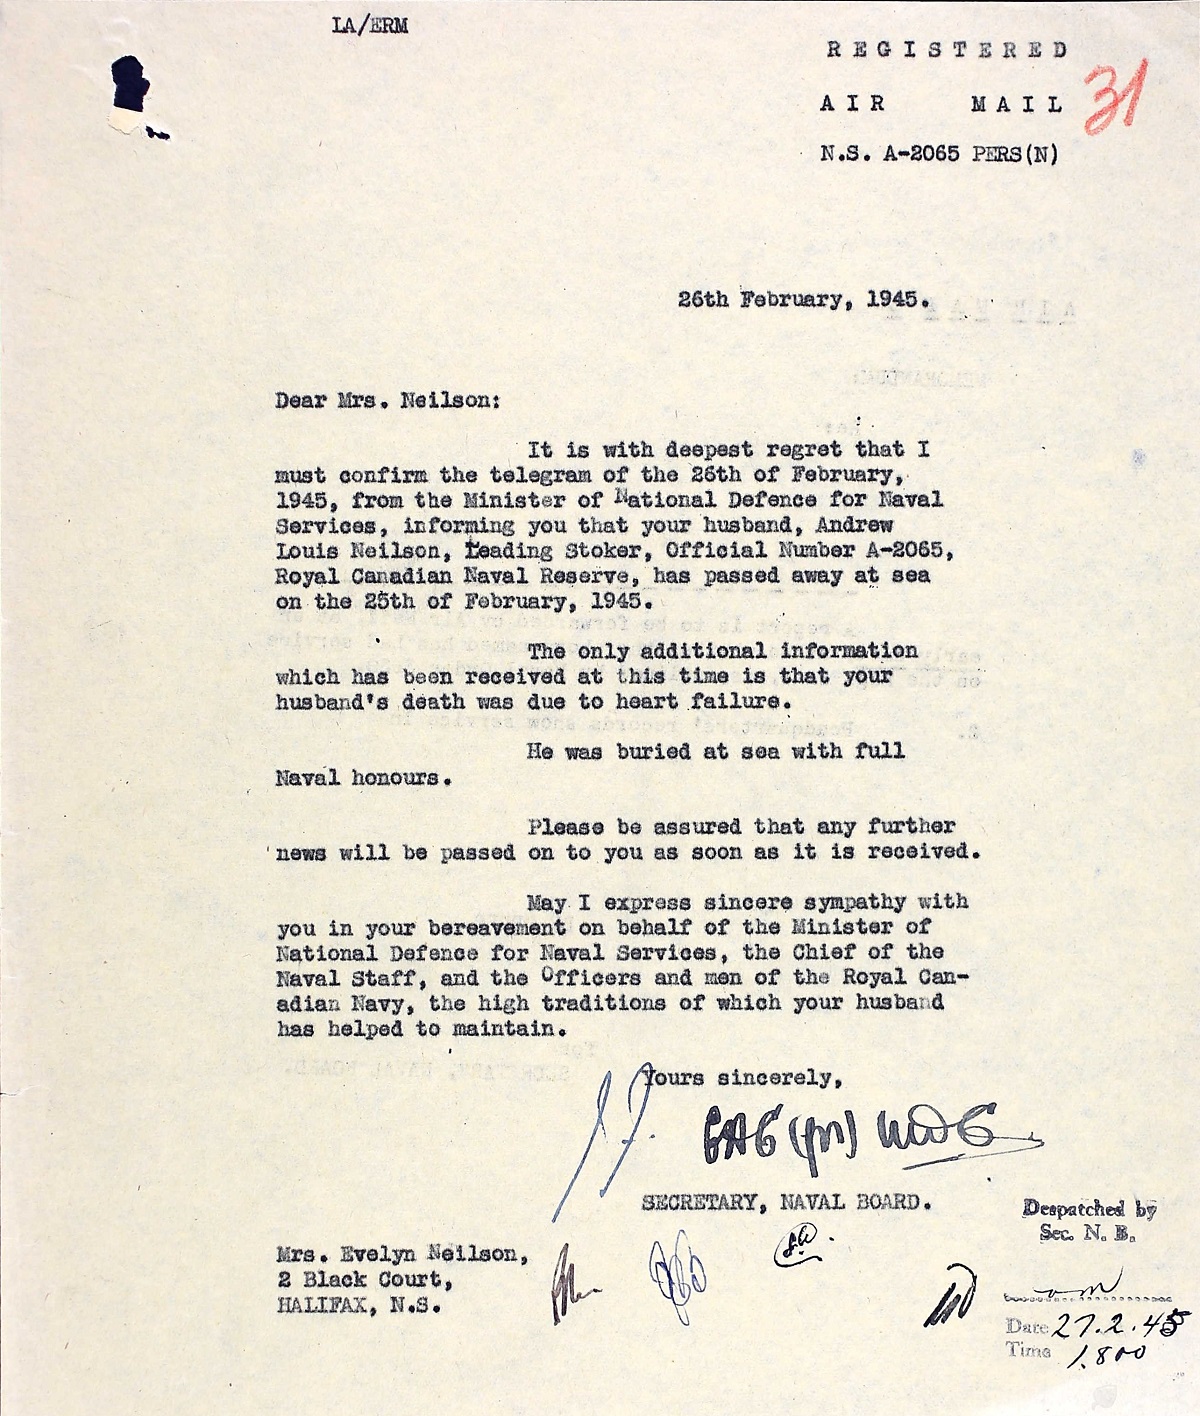 LA/ERM
REGISTERED
AIR MAIL
31
N.S. A-2065 PERS(N)
26th February, 1945.
Dear Mrs. Neilson:
It is with deepest regret that I
must confirm the telegram of the 26th of February,
1945, from the Minister of National Defence for Naval
Services, informing you that your husband, Andrew
Louis Neilson, Leading Stoker, Official Number A-2065,
Royal Canadian Naval Reserve, has passed away at sea
on the 25th of February, 1945.
The only additional information
which has been received at this time is that your
husband's death was due to heart failure.
He was buried at sea with full
Naval honours.
Please be assured that any further
news will be passed on to you as soon as it is received.
May I express sincere sympathy with
you in your bereavement on behalf of the Minister of
National Defence for Naval Services, the Chief of the
Naval Staff, and the Officers and men of the Royal Can-
adian Navy, the high traditions of which your husband
has helped to maintain.
Yours sincerely,
SECRETARY, NAVAL BOARD.
Despatched by
Sec. N. B.
Mrs. Evelyn Neilson,
2 Black Court,
HALIFAX, N.S.
Date 27.2.45
Time 1800